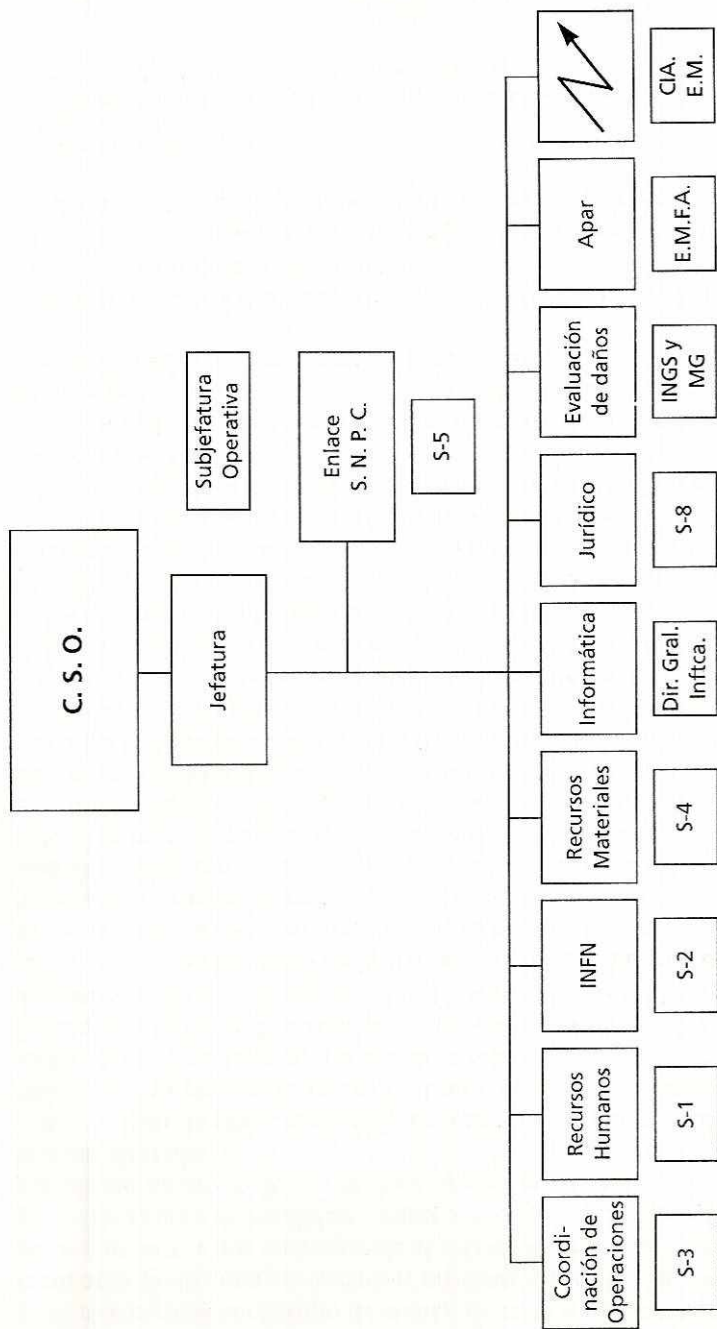 C. S. O.
Jefatura
Subjefatura
Operativa
Enlace
S. N. P. C.
S-5
Coordi-
nación de
Operaciones
Recursos
Humanos
INFN
Recursos
Materiales
Informática
Jurídico
Evaluación
de daños
Apar
S-3
S-1
S-2
S-4
Dir. Gral.
Inftca.
S-8
INGS y
MG
E.M.F.A.
CIA.
E.M.